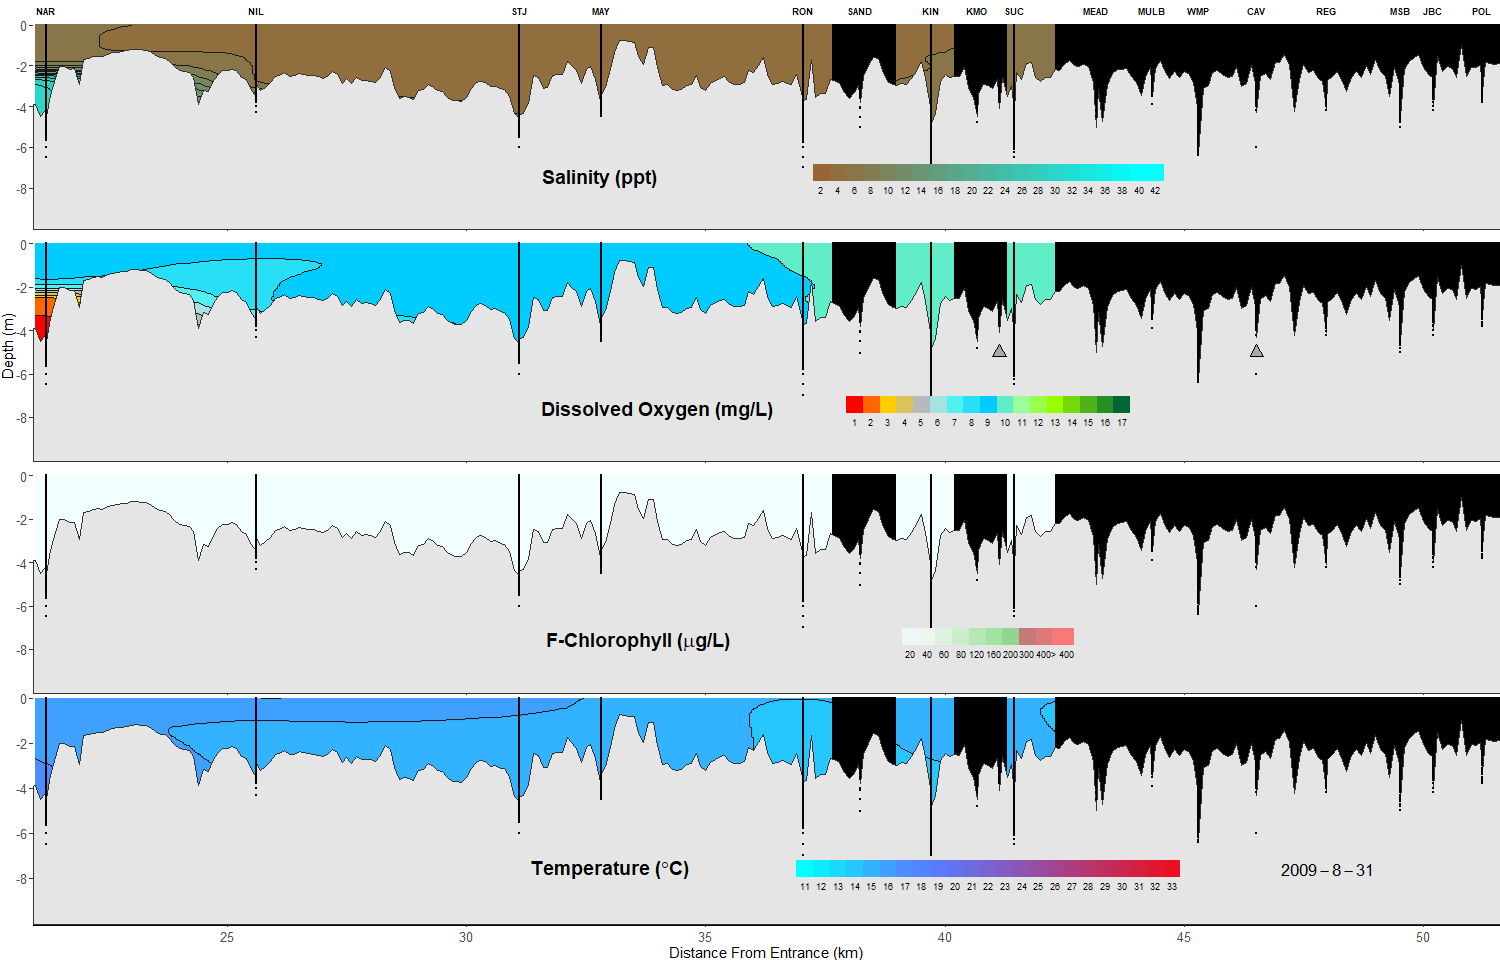 NAR NIL STJ MAY RON SAND KIN KMO SUC MEAD MULB WMP CAV REG MSB JBC POL
0
-2
-4
-6
-8
Salinity (ppt)
2 4 6 8 10 12 14 16 18 20 22 24 26 28 30 32 34 36 38 40 42
0
-2
-4
-6
-8
Depth (m)
Dissolved Oxygen (mg/L)
1 2 3 4 5 6 7 8 9 10 11 12 13 14 15 16 17
0
-2
-4
-6
-8
F-Chlorophyll (μg/L)
20 40 60 80 120 160 200 300 400> 400
0
-2
-4
-6
-8
Temperature (°C)
11 12 13 14 15 16 17 18 19 20 21 22 23 24 25 26 27 28 29 30 31 32 33
2009 – 8 – 31
25 30 35 40 45 50
Distance From Entrance (km)